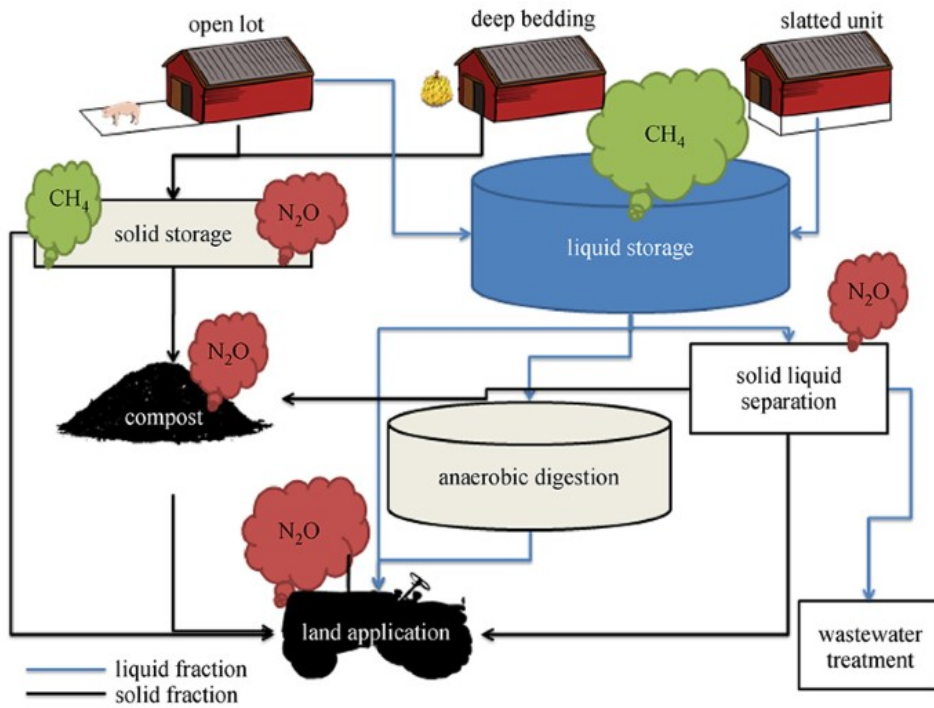 open lot
deep bedding
slatted unit
CH₄
CH₄
N₂O
solid storage
liquid storage
N₂O
N₂O
solid liquid
separation
compost
anaerobic digestion
N₂O
land application
wastewater
treatment
liquid fraction
solid fraction